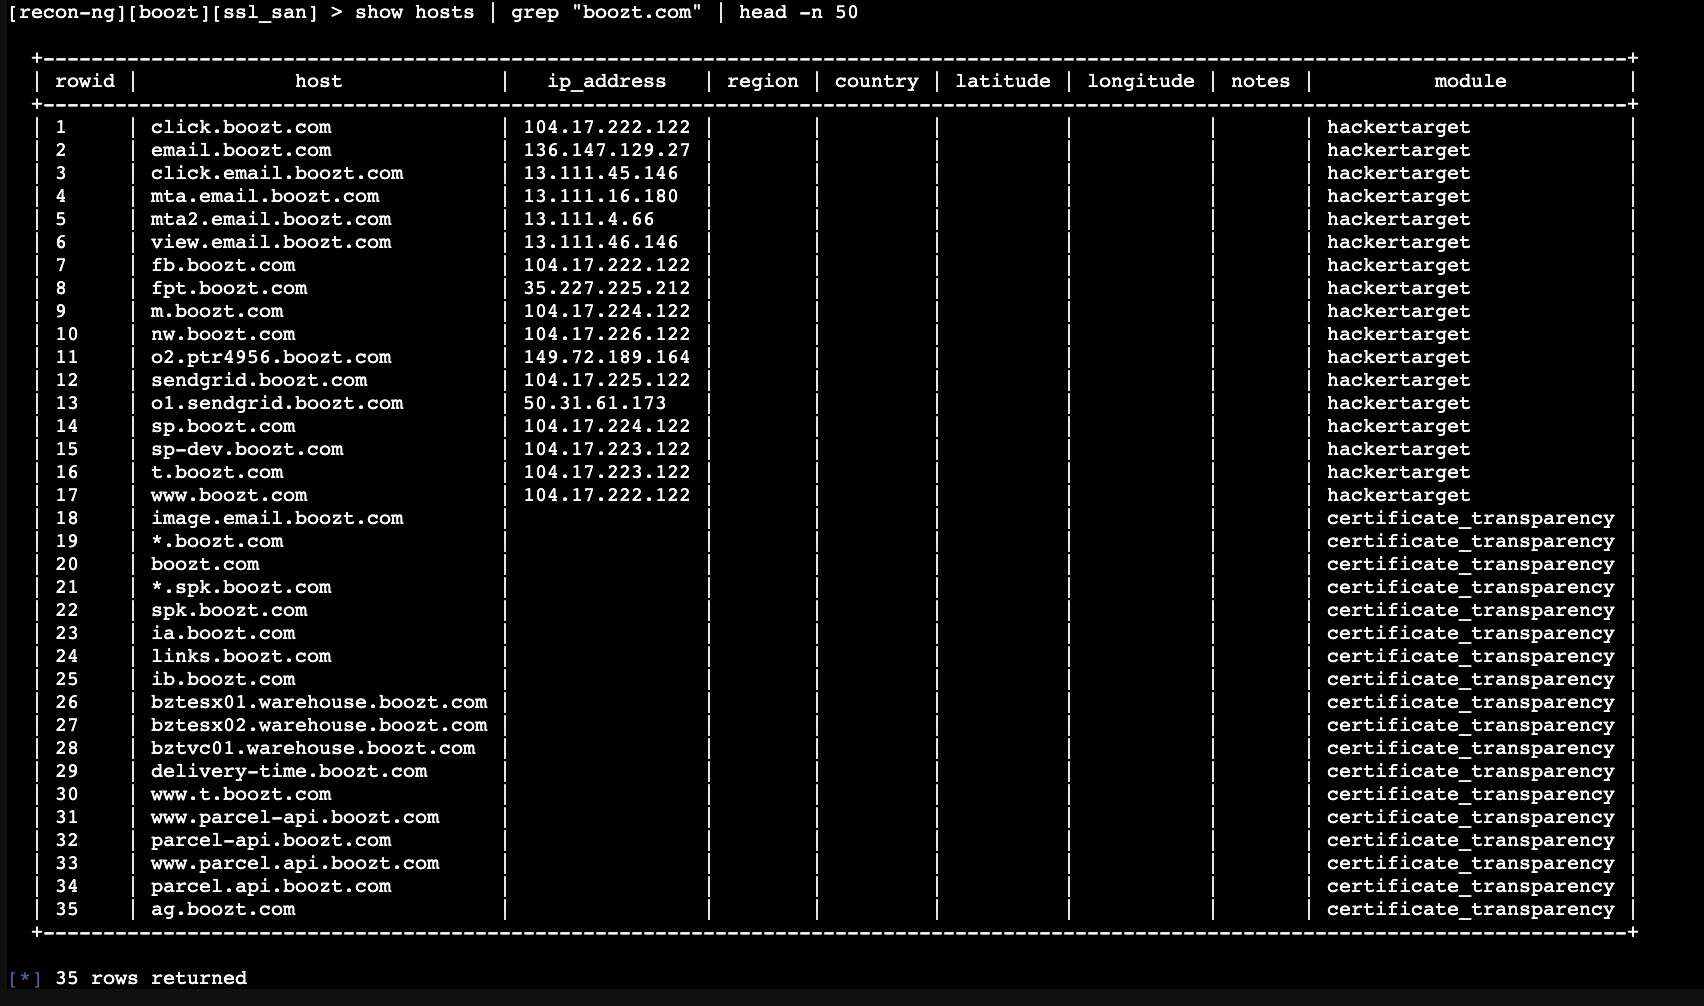 [recon-ng][boozt][ssl_san] > show hosts | grep "boozt.com" | head -n 50
+------------------------------------------------------------------------------------------------------------------------------------+
| rowid | host | ip_address | region | country | latitude | longitude | notes | module |
+------------------------------------------------------------------------------------------------------------------------------------+
| 1 | click.boozt.com | 104.17.222.122 | | | | | | hackertarget |
| 2 | email.boozt.com | 136.147.129.27 | | | | | | hackertarget |
| 3 | click.email.boozt.com | 13.111.45.146 | | | | | | hackertarget |
| 4 | mta.email.boozt.com | 13.111.16.180 | | | | | | hackertarget |
| 5 | mta2.email.boozt.com | 13.111.4.66 | | | | | | hackertarget |
| 6 | view.email.boozt.com | 13.111.46.146 | | | | | | hackertarget |
| 7 | fb.boozt.com | 104.17.222.122 | | | | | | hackertarget |
| 8 | fpt.boozt.com | 35.227.225.212 | | | | | | hackertarget |
| 9 | m.boozt.com | 104.17.224.122 | | | | | | hackertarget |
| 10 | nw.boozt.com | 104.17.226.122 | | | | | | hackertarget |
| 11 | o2.ptr4956.boozt.com | 149.72.189.164 | | | | | | hackertarget |
| 12 | sendgrid.boozt.com | 104.17.225.122 | | | | | | hackertarget |
| 13 | o1.sendgrid.boozt.com | 50.31.61.173 | | | | | | hackertarget |
| 14 | sp.boozt.com | 104.17.224.122 | | | | | | hackertarget |
| 15 | sp-dev.boozt.com | 104.17.223.122 | | | | | | hackertarget |
| 16 | t.boozt.com | 104.17.223.122 | | | | | | hackertarget |
| 17 | www.boozt.com | 104.17.222.122 | | | | | | hackertarget |
| 18 | image.email.boozt.com | | | | | | | certificate_transparency |
| 19 | *.boozt.com | | | | | | | certificate_transparency |
| 20 | boozt.com | | | | | | | certificate_transparency |
| 21 | *.spk.boozt.com | | | | | | | certificate_transparency |
| 22 | spk.boozt.com | | | | | | | certificate_transparency |
| 23 | ia.boozt.com | | | | | | | certificate_transparency |
| 24 | links.boozt.com | | | | | | | certificate_transparency |
| 25 | ib.boozt.com | | | | | | | certificate_transparency |
| 26 | bztesx01.warehouse.boozt.com | | | | | | | certificate_transparency |
| 27 | bztesx02.warehouse.boozt.com | | | | | | | certificate_transparency |
| 28 | bztvc01.warehouse.boozt.com | | | | | | | certificate_transparency |
| 29 | delivery-time.boozt.com | | | | | | | certificate_transparency |
| 30 | www.t.boozt.com | | | | | | | certificate_transparency |
| 31 | www.parcel-api.boozt.com | | | | | | | certificate_transparency |
| 32 | parcel-api.boozt.com | | | | | | | certificate_transparency |
| 33 | www.parcel.api.boozt.com | | | | | | | certificate_transparency |
| 34 | parcel.api.boozt.com | | | | | | | certificate_transparency |
| 35 | ag.boozt.com | | | | | | | certificate_transparency |
+------------------------------------------------------------------------------------------------------------------------------------+
[*] 35 rows returned